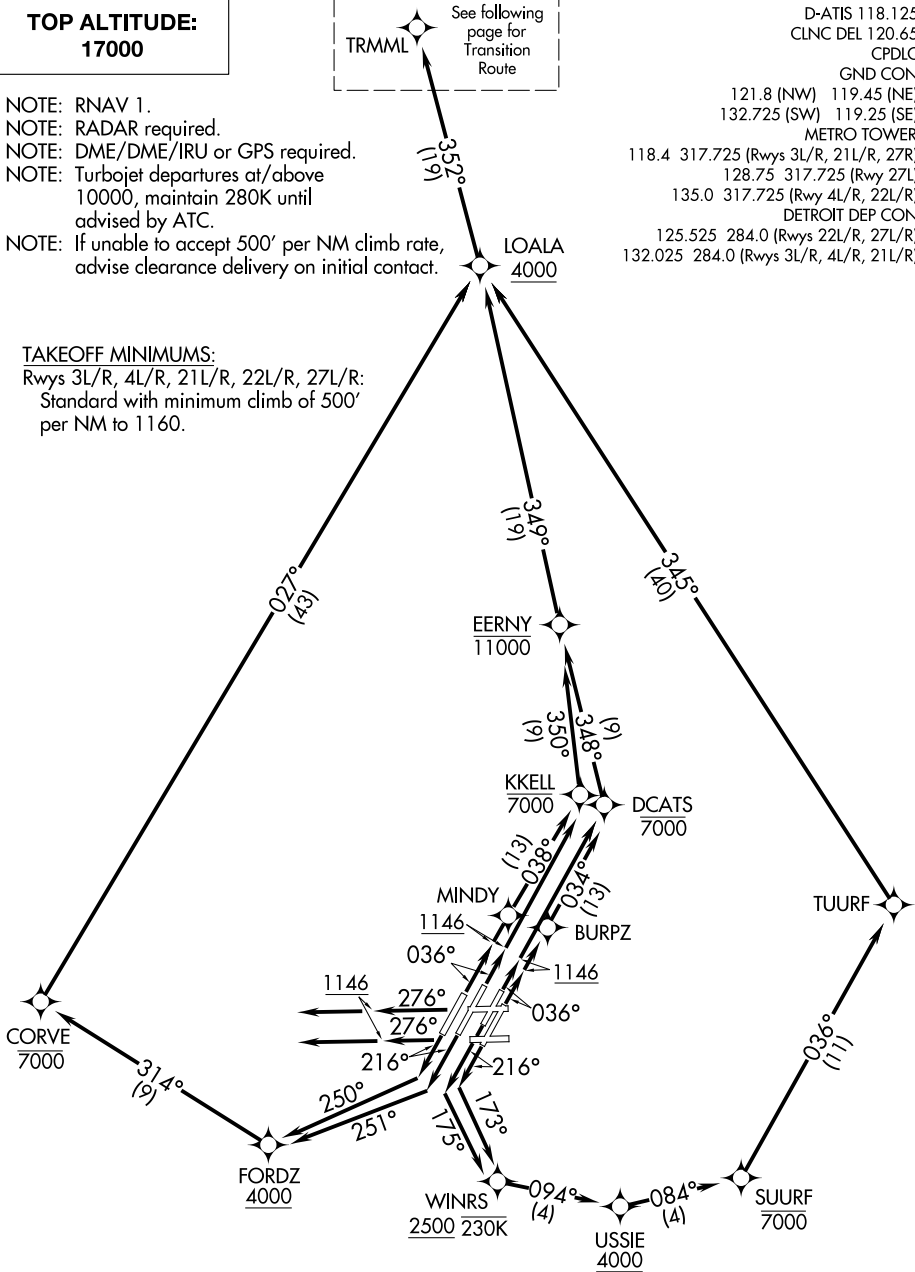 TOP ALTITUDE:
17000
TRMML
See following
page for
Transition
Route
D-ATIS 118.125
CLNC DEL 120.65
CPDLC
GND CON
121.8 (NW) 119.45 (NE)
132.725 (SW) 119.25 (SE)
METRO TOWER
118.4 317.725 (Rwys 3L/R, 21L/R, 27R)
128.75 317.725 (Rwy 27L)
135.0 317.725 (Rwy 4L/R, 22L/R)
DETROIT DEP CON
125.525 284.0 (Rwys 22L/R, 27L/R)
132.025 284.0 (Rwys 3L/R, 4L/R, 21L/R)
NOTE: RNAV 1.
NOTE: RADAR required.
NOTE: DME/DME/IRU or GPS required.
NOTE: Turbojet departures at/above
10000, maintain 280K until
advised by ATC.
NOTE: If unable to accept 500' per NM climb rate,
advise clearance delivery on initial contact.
352°
(19)
LOALA
4000
TAKEOFF MINIMUMS:
Rwys 3L/R, 4L/R, 21L/R, 22L/R, 27L/R:
Standard with minimum climb of 500'
per NM to 1160.
349°
(19)
027°
(43)
345°
(40)
EERNY
11000
350°
(9)
348°
(9)
KKELL
7000
DCATS
7000
(13)
038°
034°
(13)
MINDY
BURPZ
TUURF
1146
036°
1146
1146
276°
036°
276°
216°
216°
CORVE
7000
314°
(9)
250°
251°
175°
173°
036°
(11)
FORDZ
4000
WINRS
2500 230K
094°
(4)
USSIE
4000
084°
(4)
SUURF
7000